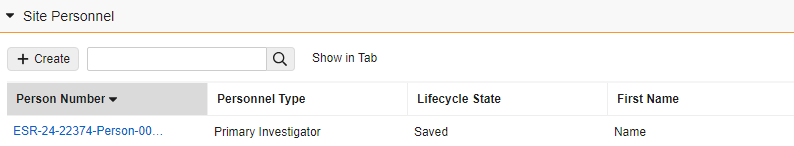 Site Personnel
+ Create Show in Tab
Person Number Personnel Type Lifecycle State First Name
ESR-24-22374-Person-00... Primary Investigator Saved Name